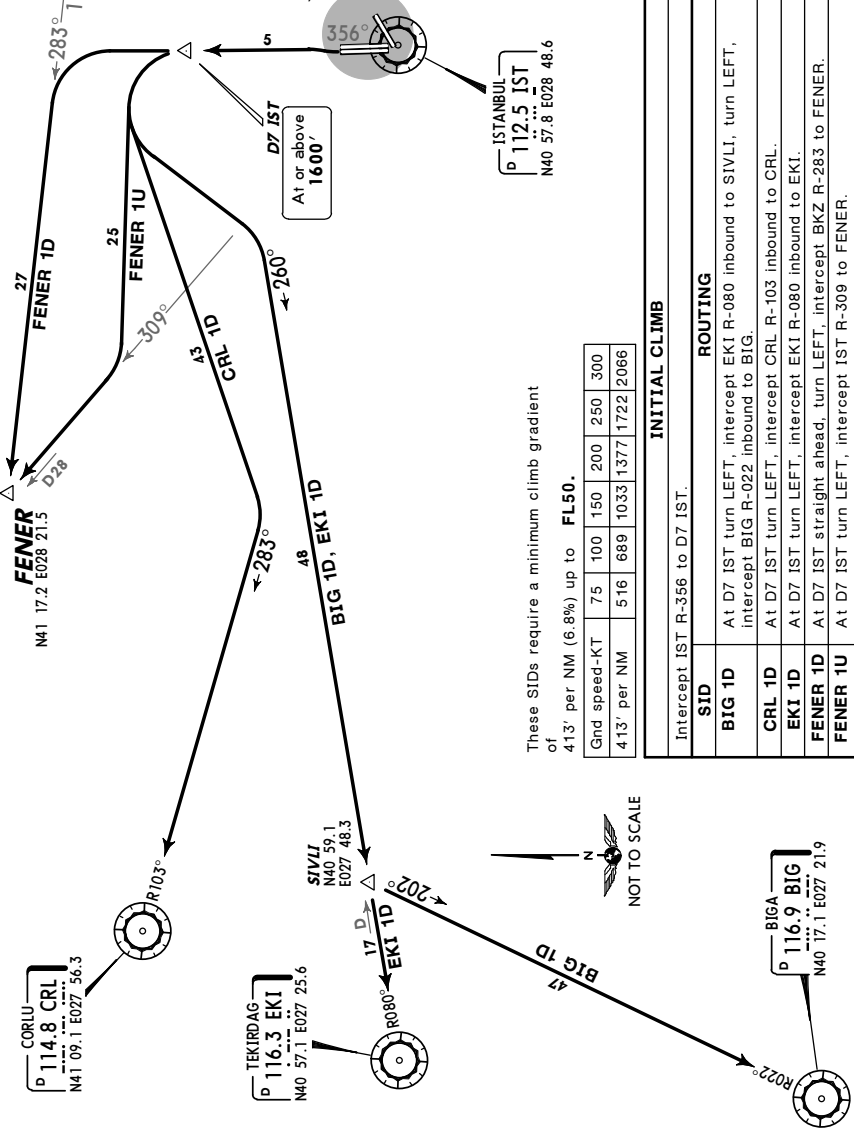 283°
1
356°
5
D7 IST
At or above
1600'
ISTANBUL
D 112.5 IST
N40 57.8 E028 48.6
27
FENER 1D
25
FENER 1U
309°
D28
FENER
N41 17.2 E028 21.5
43
CRL 1D
260°
283°
48
BIG 1D, EKI 1D
CORLU
D 114.8 CRL
N41 09.1 E027 56.3
R103°
SIVLI
N40 59.1
E027 48.3
TEKIRDAG
D 116.3 EKI
N40 57.1 E027 25.6
R080°
17 D
EKI 1D
202°
47
BIG 1D
R022°
BIGA
D 116.9 BIG
N40 17.1 E027 21.9
N
NOT TO SCALE
These SIDs require a minimum climb gradient
of
413' per NM (6.8%) up to FL50.
Gnd speed-KT 75 100 150 200 250 300
413' per NM 516 689 1033 1377 1722 2066
INITIAL CLIMB
Intercept IST R-356 to D7 IST.
SID ROUTING
BIG 1D At D7 IST turn LEFT, intercept EKI R-080 inbound to SIVLI, turn LEFT,
intercept BIG R-022 inbound to BIG.
CRL 1D At D7 IST turn LEFT, intercept CRL R-103 inbound to CRL.
EKI 1D At D7 IST turn LEFT, intercept EKI R-080 inbound to EKI.
FENER 1D At D7 IST straight ahead, turn LEFT, intercept BKZ R-283 to FENER.
FENER 1U At D7 IST turn LEFT, intercept IST R-309 to FENER.